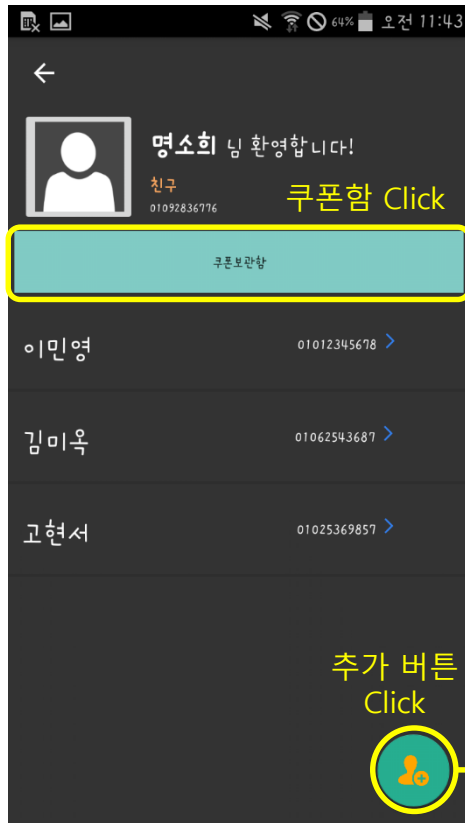 64% 오전 11:43
명소희 님 환영합니다!
친구
01092836776
쿠폰함 Click
쿠폰보관함
이민영 01012345678
김미옥 01062543687
고현서 01025369857
추가 버튼
Click